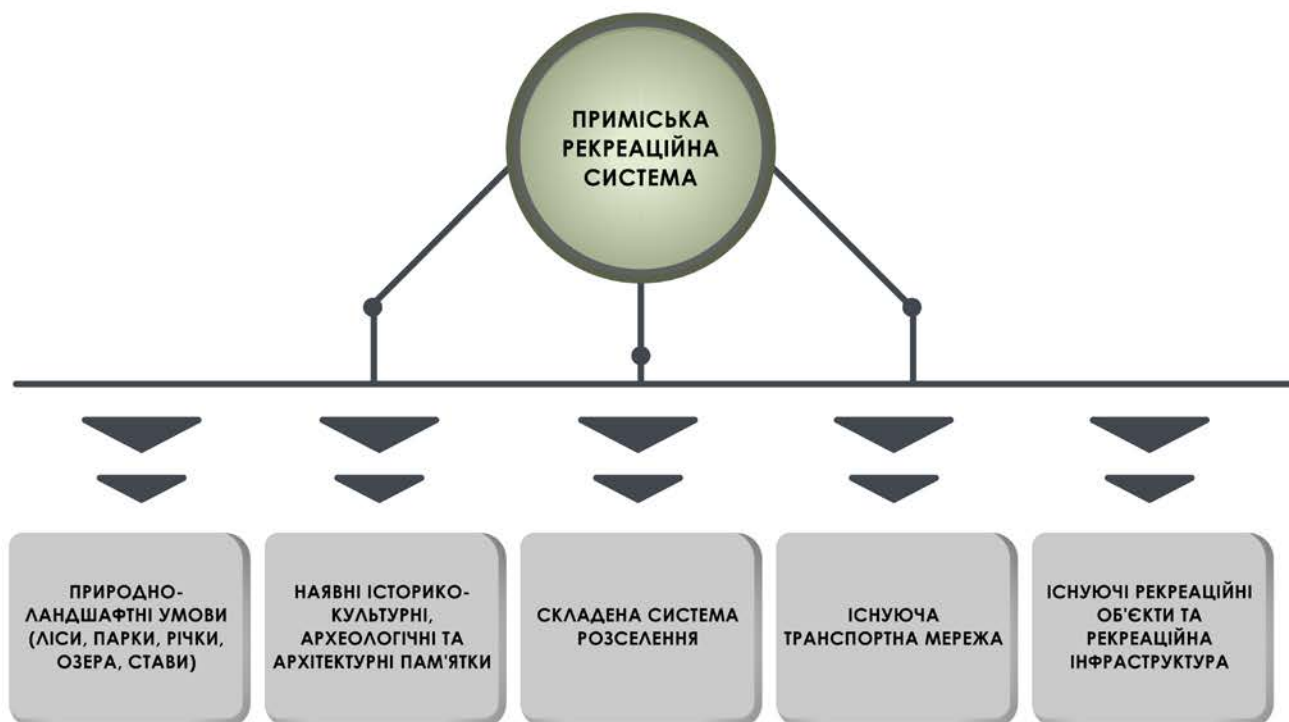 ПРИМІСЬКА
РЕКРЕАЦІЙНА
СИСТЕМА
ПРИРОДНО-
ЛАНДШАФТНІ УМОВИ
(ЛІСИ, ПАРКИ, РІЧКИ,
ОЗЕРА, СТАВИ)
НАЯВНІ ІСТОРИКО-
КУЛЬТУРНІ,
АРХЕОЛОГІЧНІ ТА
АРХІТЕКТУРНІ ПАМ'ЯТКИ
СКЛАДЕНА СИСТЕМА
РОЗСЕЛЕННЯ
ІСНУЮЧА
ТРАНСПОРТНА МЕРЕЖА
ІСНУЮЧІ РЕКРЕАЦІЙНІ
ОБ'ЄКТИ ТА
РЕКРЕАЦІЙНА
ІНФРАСТРУКТУРА